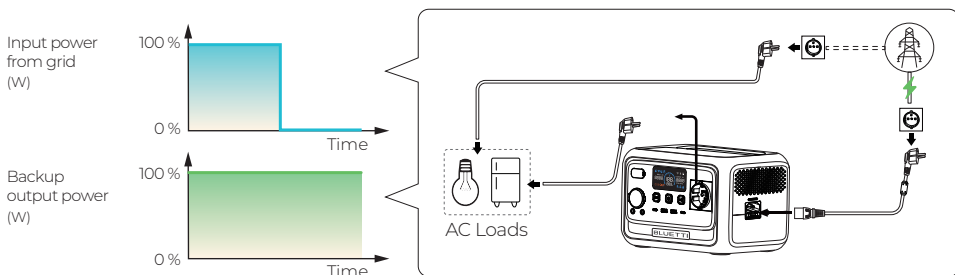 Input power
from grid
(W)
100 %
0 %
Time
Backup
output power
(W)
100 %
0 %
Time
AC Loads
BLUETTI